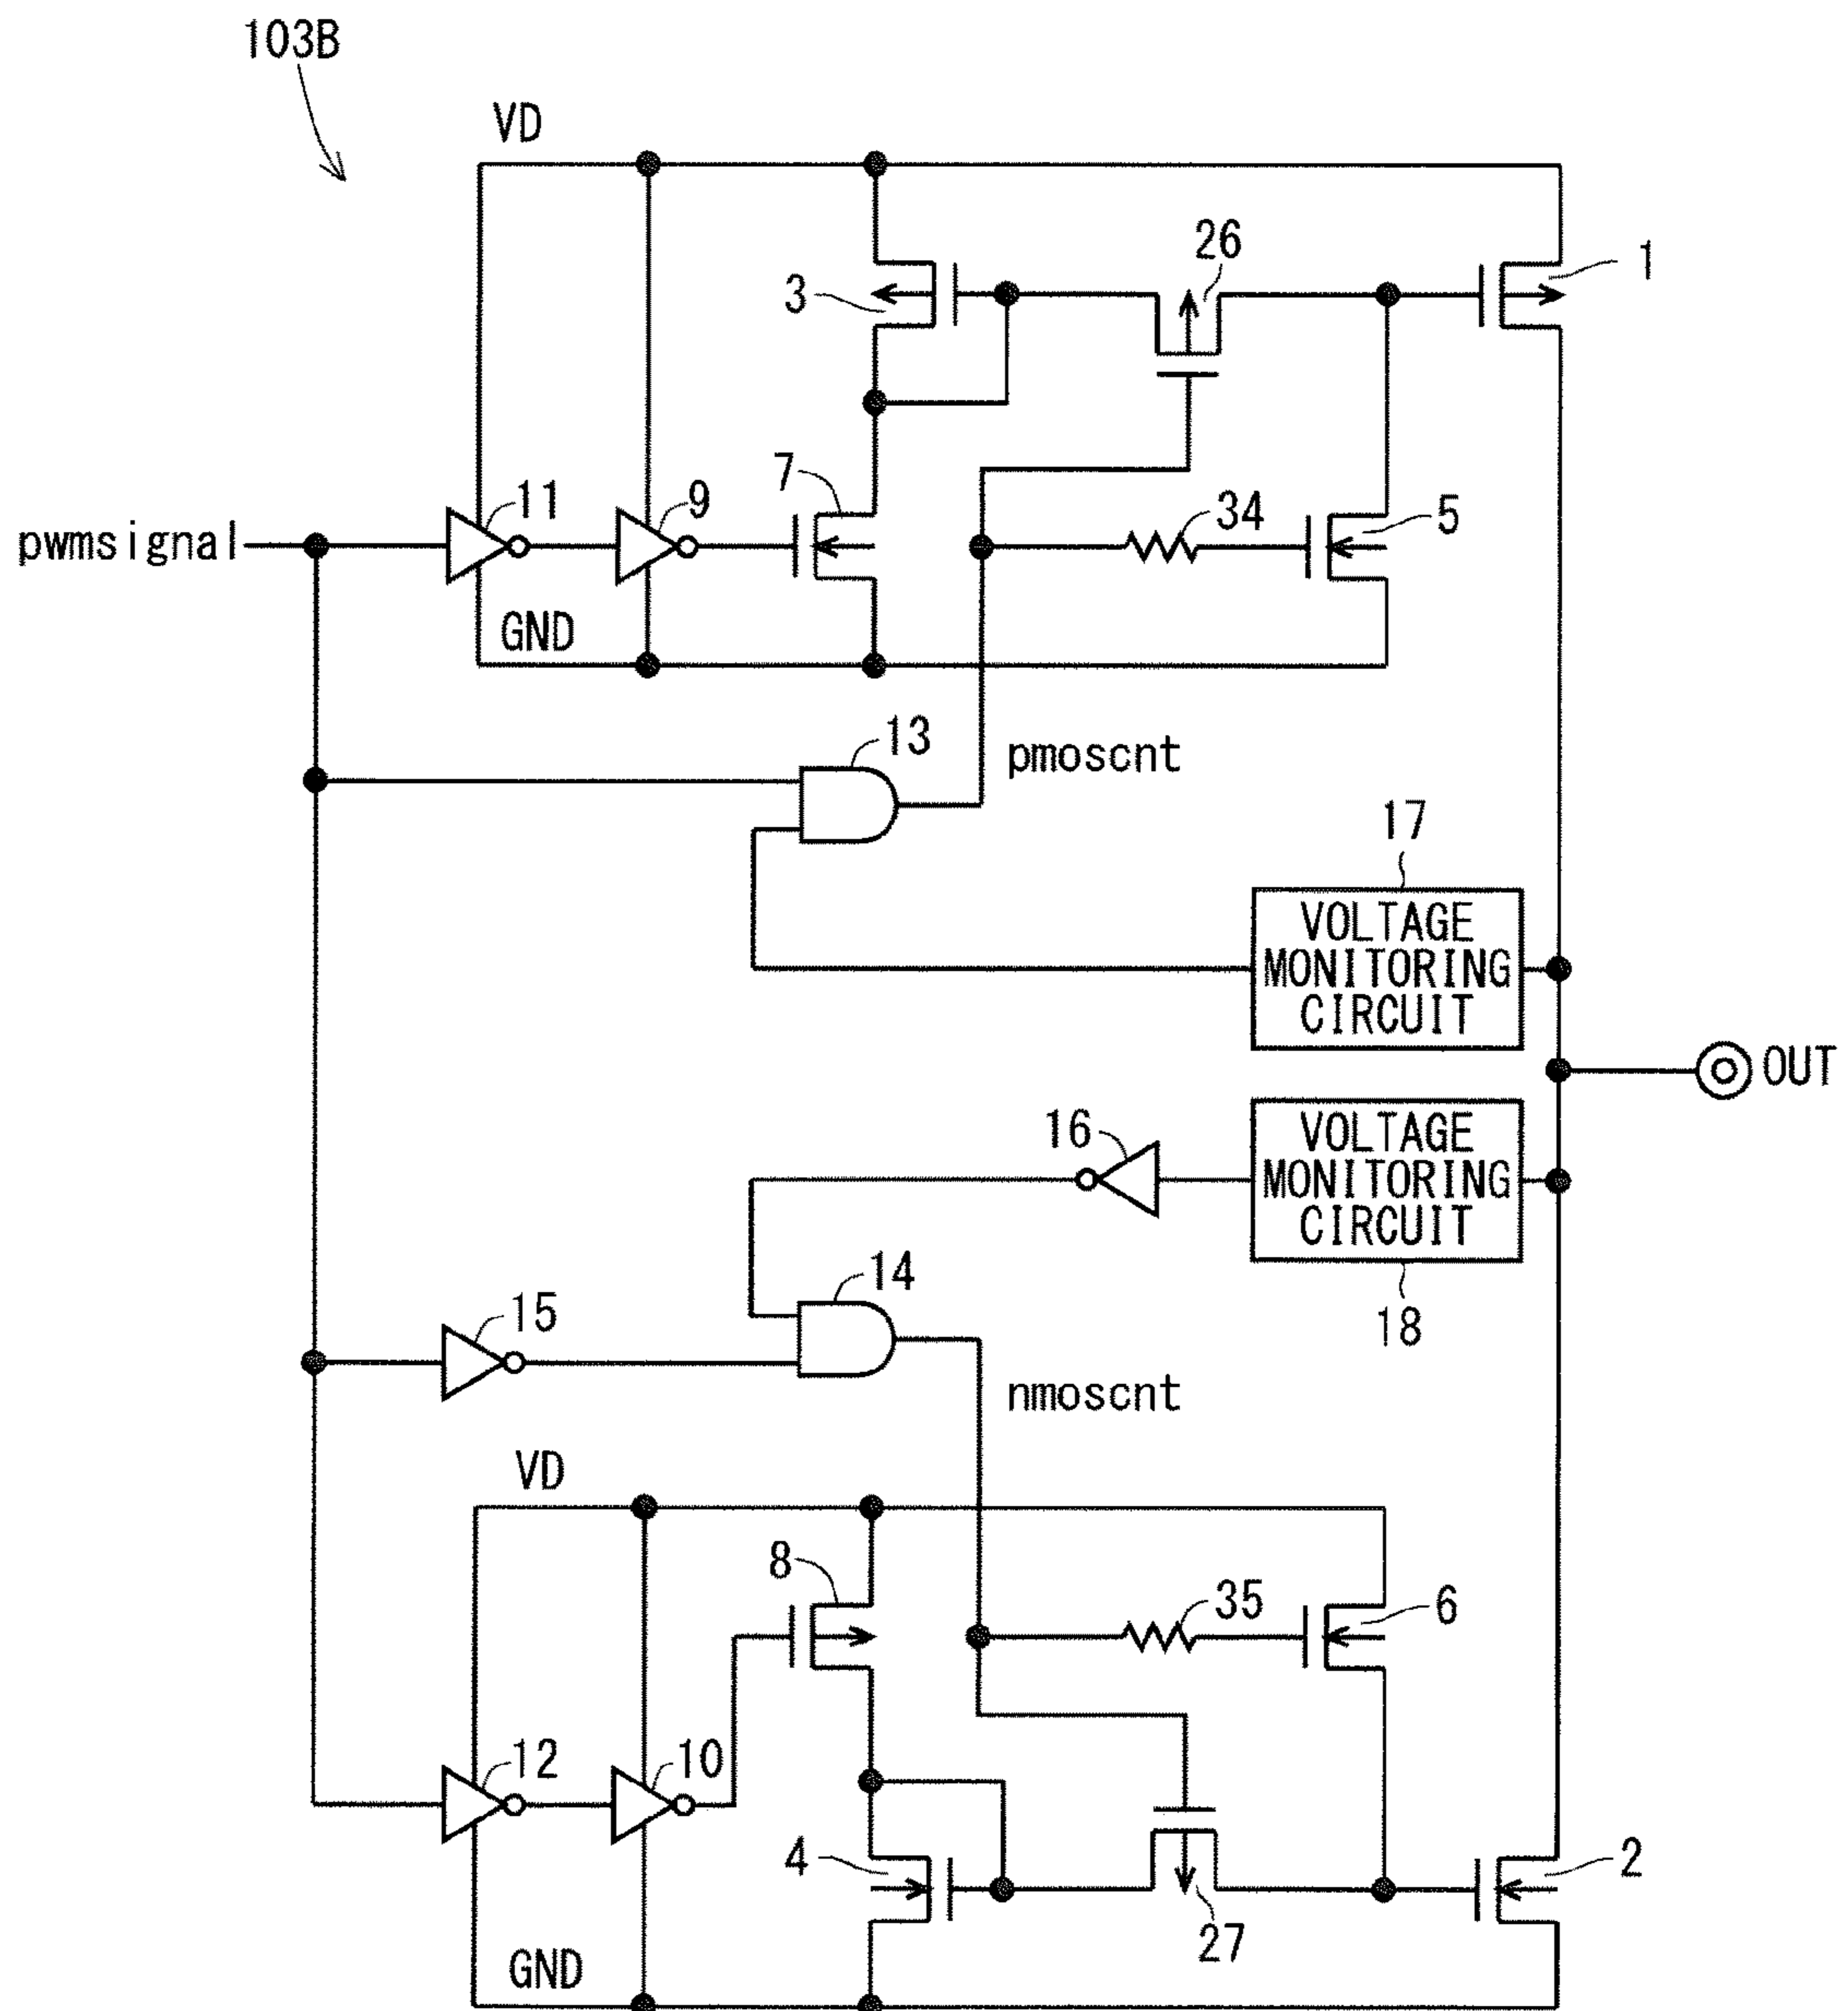 103B
VD
26
1
3
7
11
9
34
5
pwmsignal
GND
13
pmoscnt
17
VOLTAGE
MONITORING
CIRCUIT
OUT
16
VOLTAGE
MONITORING
CIRCUIT
14
18
15
nmoscnt
VD
8
35
6
12
10
4
2
27
GND